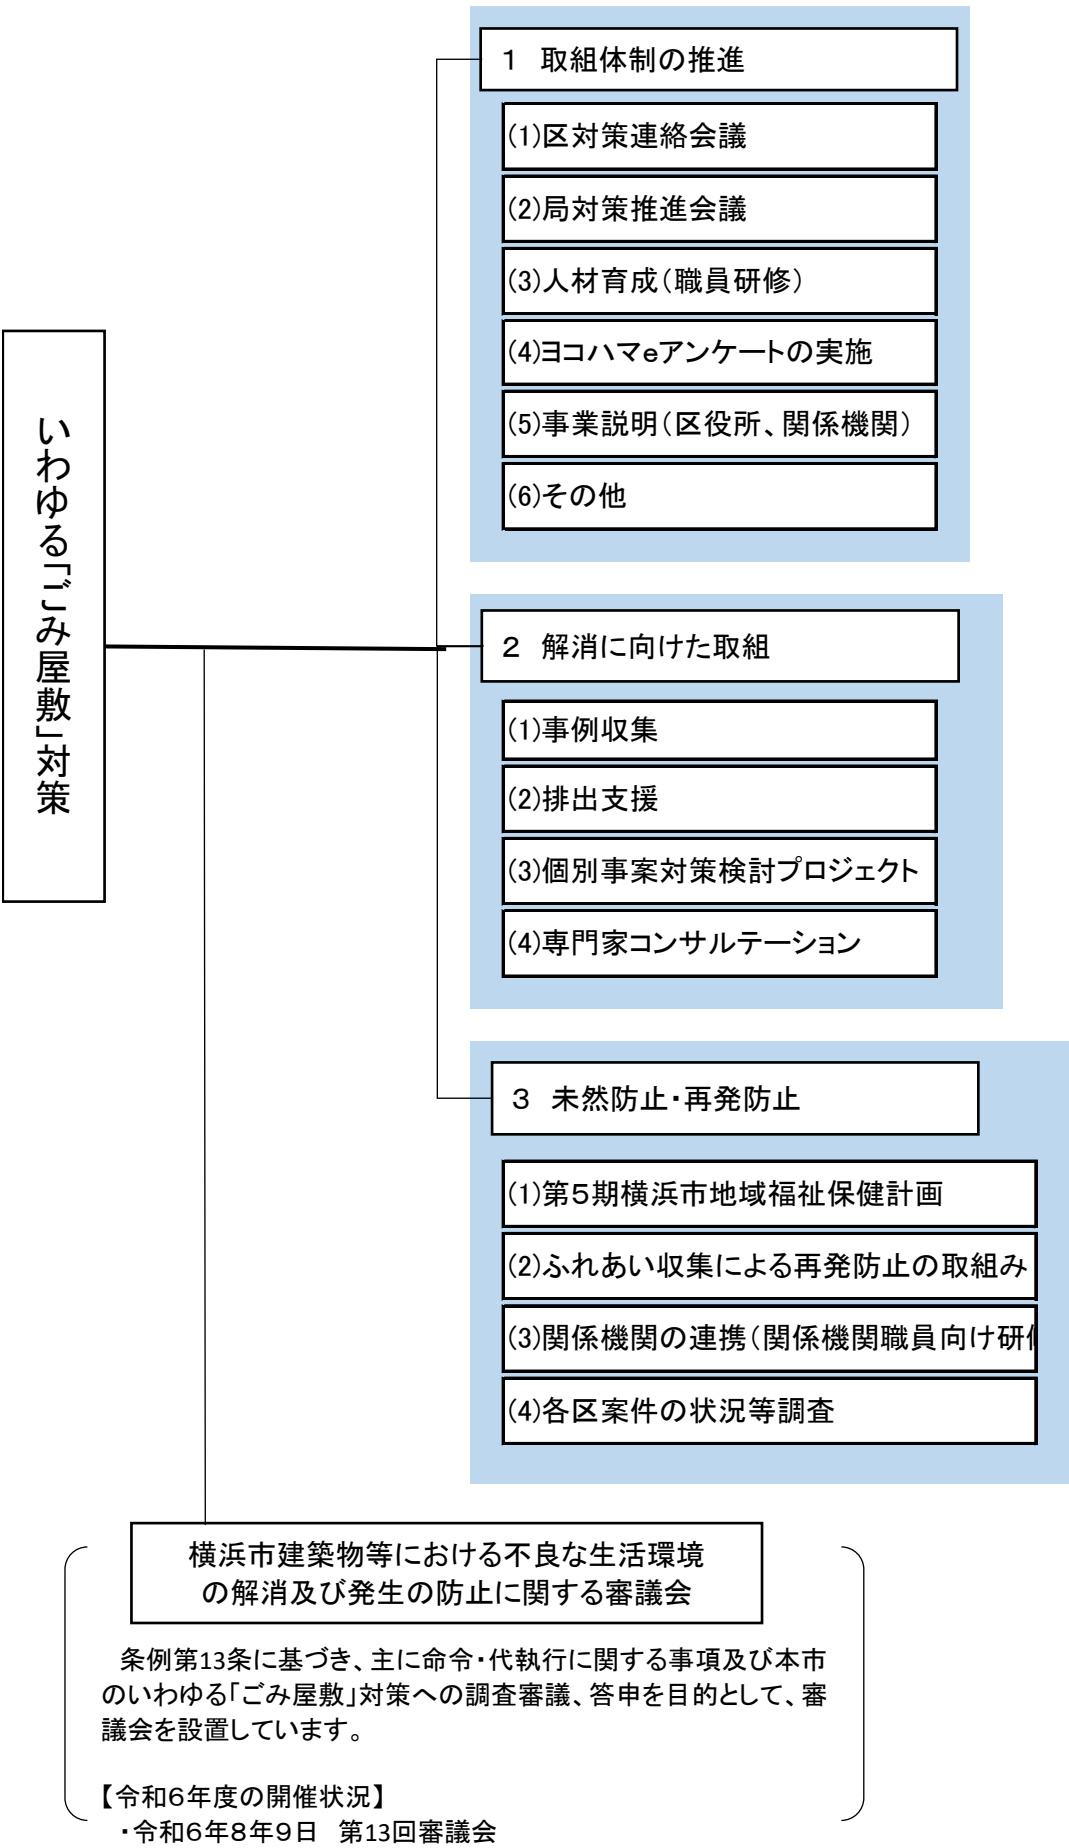 いわゆる「ごみ屋敷」対策
１　取組体制の推進
(1)区対策連絡会議
(2)局対策推進会議
(3)人材育成（職員研修）
(4)ヨコハマｅアンケートの実施
(5)事業説明（区役所、関係機関）
(6)その他
２　解消に向けた取組
(1)事例収集
(2)排出支援
(3)個別事案対策検討プロジェクト
(4)専門家コンサルテーション
３　未然防止・再発防止
(1)第５期横浜市地域福祉保健計画
(2)ふれあい収集による再発防止の取組み
(3)関係機関の連携（関係機関職員向け研
(4)各区案件の状況等調査
横浜市建築物等における不良な生活環境
の解消及び発生の防止に関する審議会
条例第13条に基づき、主に命令・代執行に関する事項及び本市
のいわゆる「ごみ屋敷」対策への調査審議、答申を目的として、審
議会を設置しています。
【令和６年度の開催状況】
・令和６年８年９日　第13回審議会